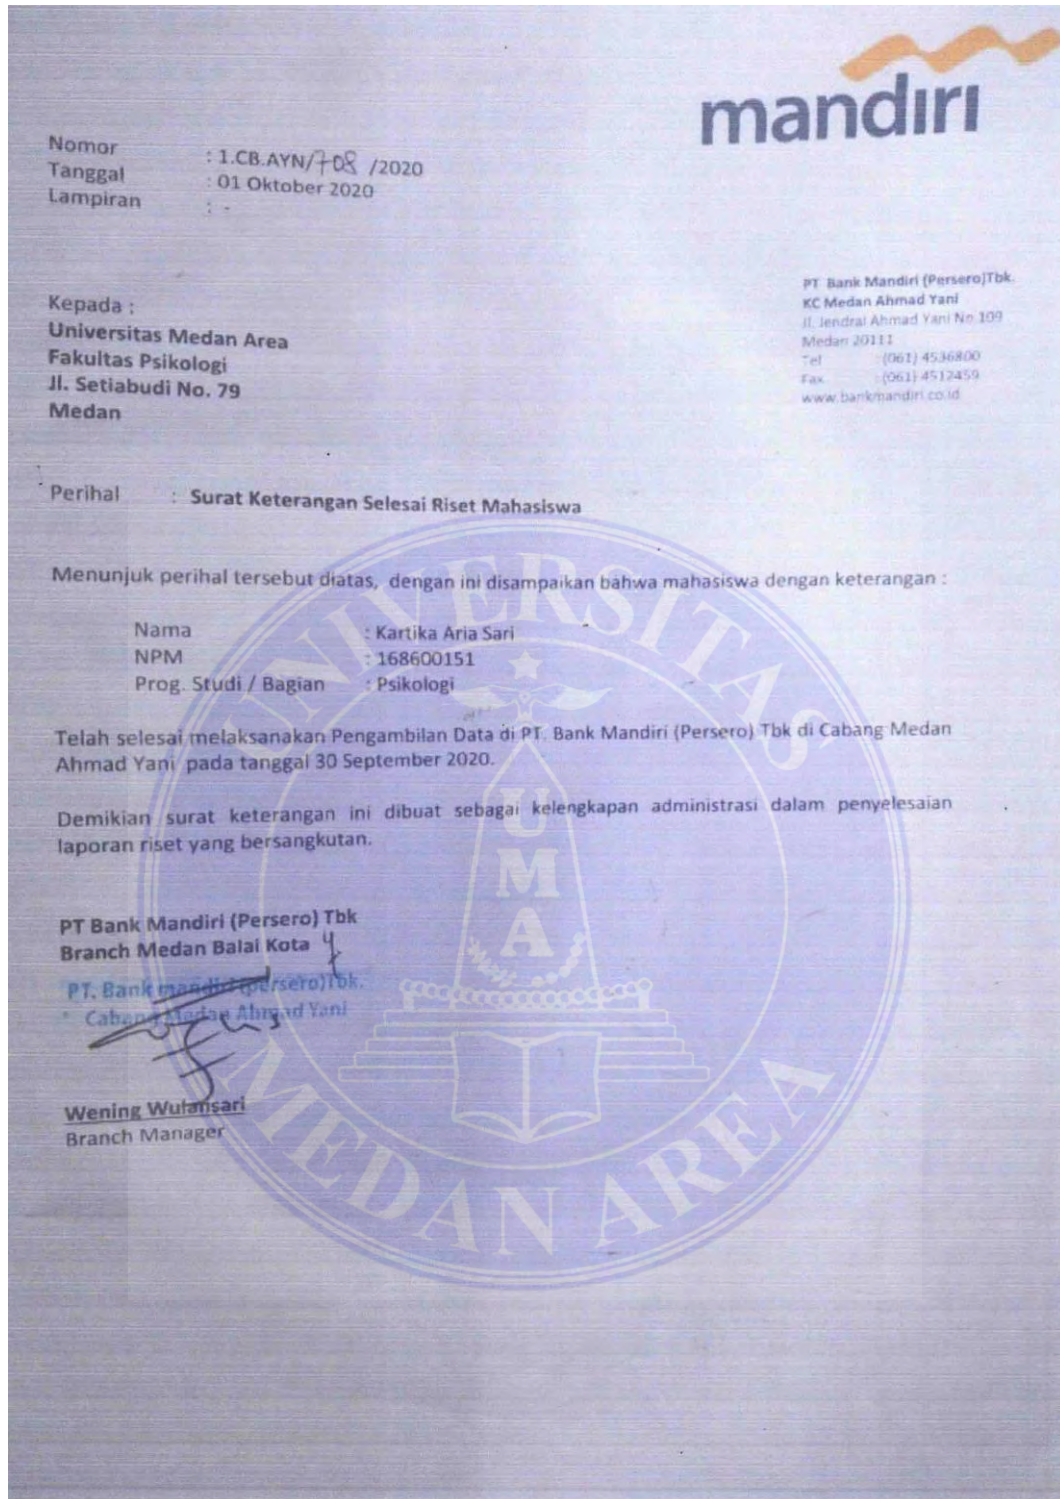 mandiri
Nomor : 1.CB.AYN/708 /2020
Tanggal : 01 Oktober 2020
Lampiran : -
PT Bank Mandiri (Persero)Tbk.
KC Medan Ahmad Yani
Jl. Jendral Ahmad Yani No 109
Medan 20111
Tel : (061) 4536800
Fax : (061) 4512459
www.bankmandiri.co.id
Kepada :
Universitas Medan Area
Fakultas Psikologi
Jl. Setiabudi No. 79
Medan
Perihal : Surat Keterangan Selesai Riset Mahasiswa
Menunjuk perihal tersebut diatas, dengan ini disampaikan bahwa mahasiswa dengan keterangan :
Nama : Kartika Aria Sari
NPM : 168600151
Prog. Studi / Bagian : Psikologi
Telah selesai melaksanakan Pengambilan Data di PT. Bank Mandiri (Persero) Tbk di Cabang Medan
Ahmad Yani pada tanggal 30 September 2020.
Demikian surat keterangan ini dibuat sebagai kelengkapan administrasi dalam penyelesaian
laporan riset yang bersangkutan.
PT Bank Mandiri (Persero) Tbk
Branch Medan Balai Kota
PT. Bank mandiri (persero)Tbk.
Cabang Medan Ahmad Yani
Wening Wulansari
Branch Manager
UNIVERSITAS
UMA
MEDAN AREA